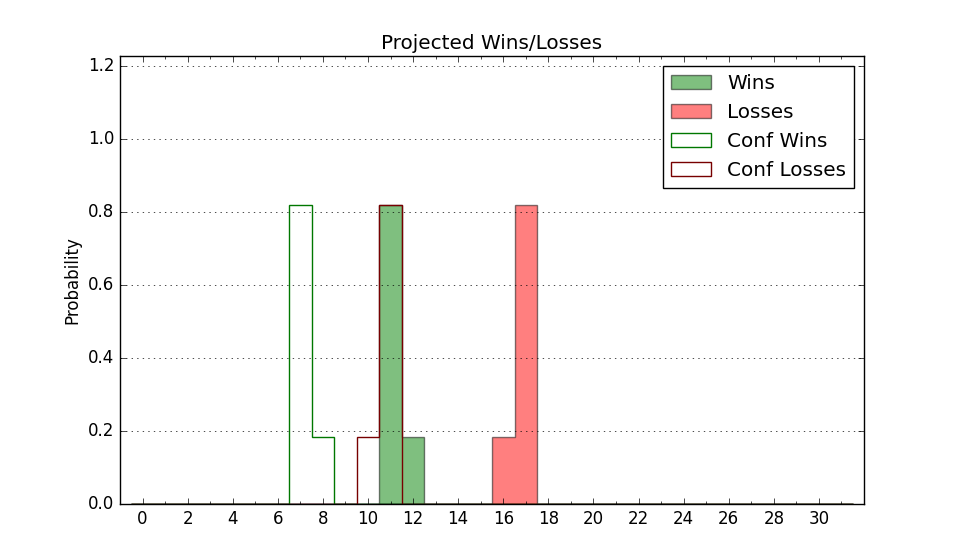 Projected Wins/Losses
1.2
1.0
0.8
0.6
0.4
0.2
0.0
Probability
Wins
Losses
Conf Wins
Conf Losses
0 2 4 6 8 10 12 14 16 18 20 22 24 26 28 30